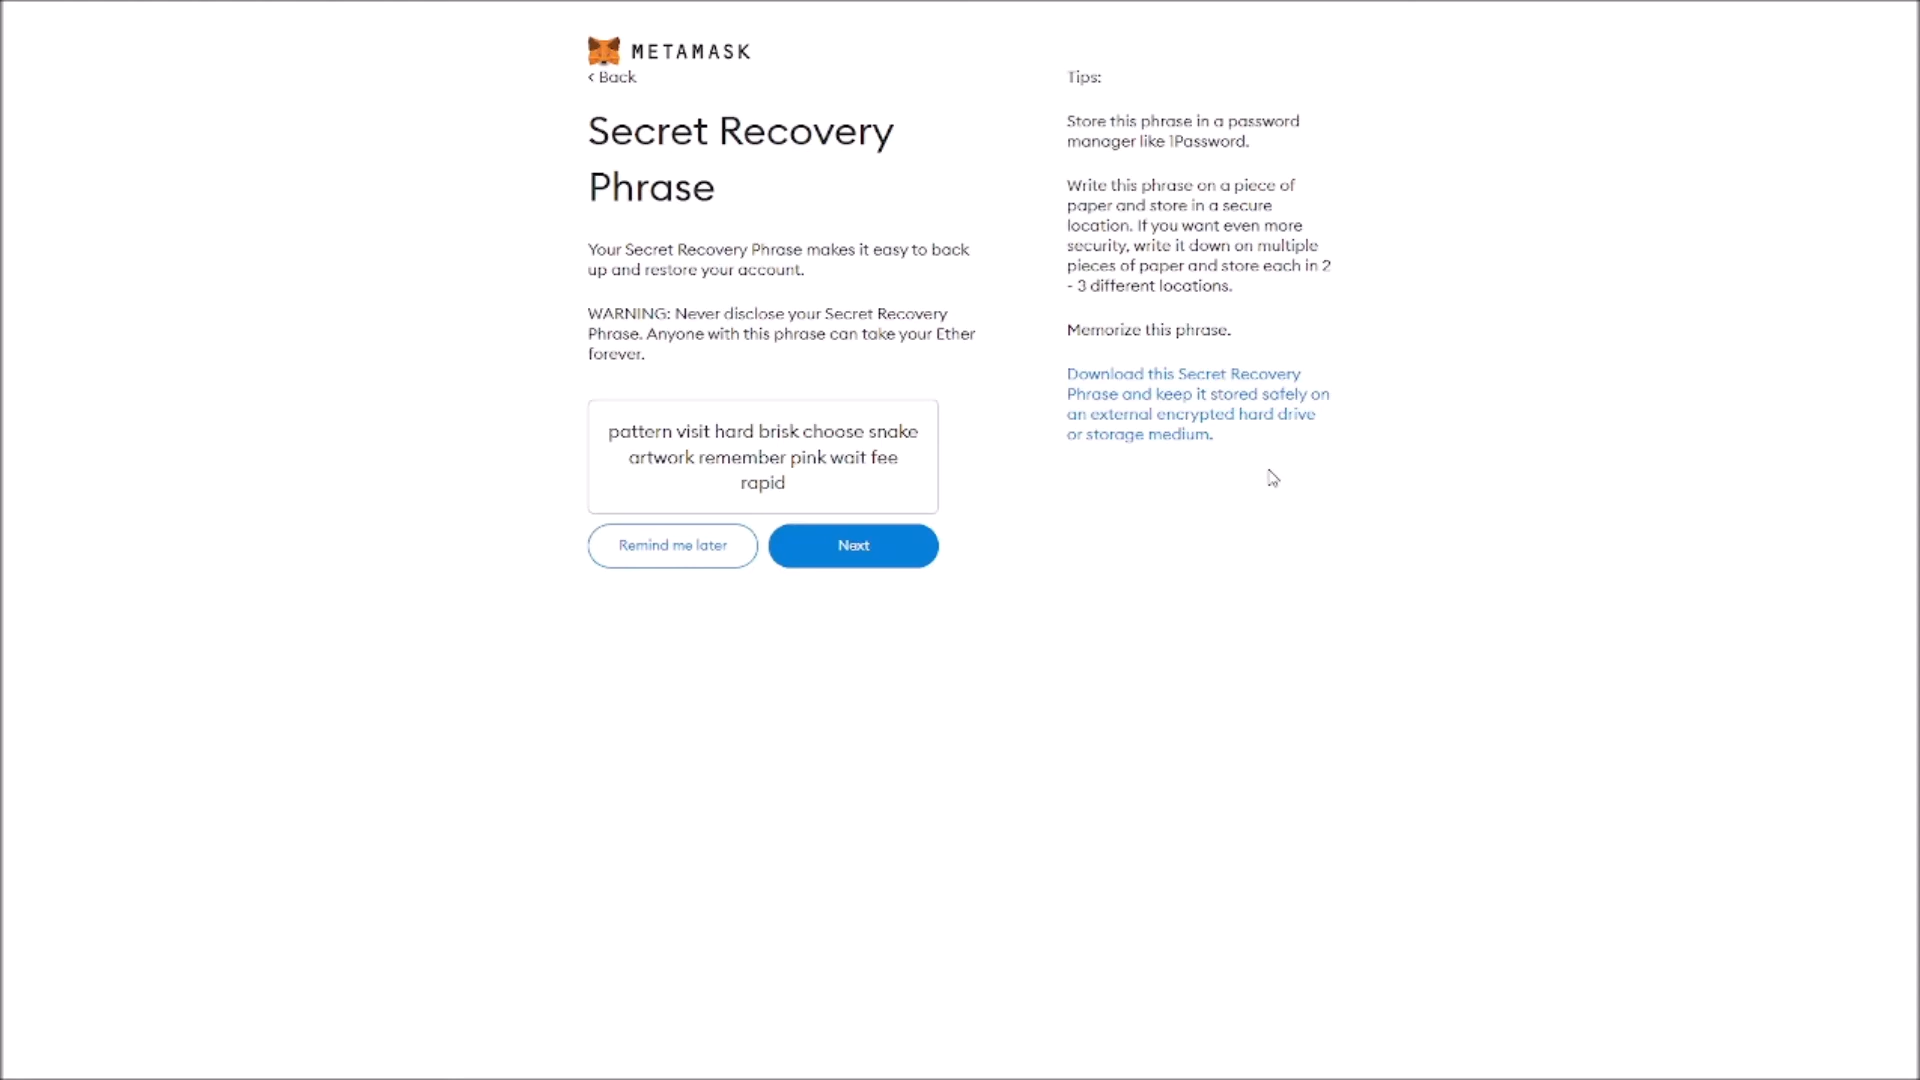 METAMASK
< Back
Secret Recovery
Phrase
Your Secret Recovery Phrase makes it easy to back
up and restore your account.
WARNING: Never disclose your Secret Recovery
Phrase. Anyone with this phrase can take your Ether
forever.
pattern visit hard brisk choose snake
artwork remember pink wait fee
rapid
Remind me later
Next
Tips:
Store this phrase in a password
manager like 1Password.
Write this phrase on a piece of
paper and store in a secure
location. If you want even more
security, write it down on multiple
pieces of paper and store each in 2
- 3 different locations.
Memorize this phrase.
Download this Secret Recovery
Phrase and keep it stored safely on
an external encrypted hard drive
or storage medium.